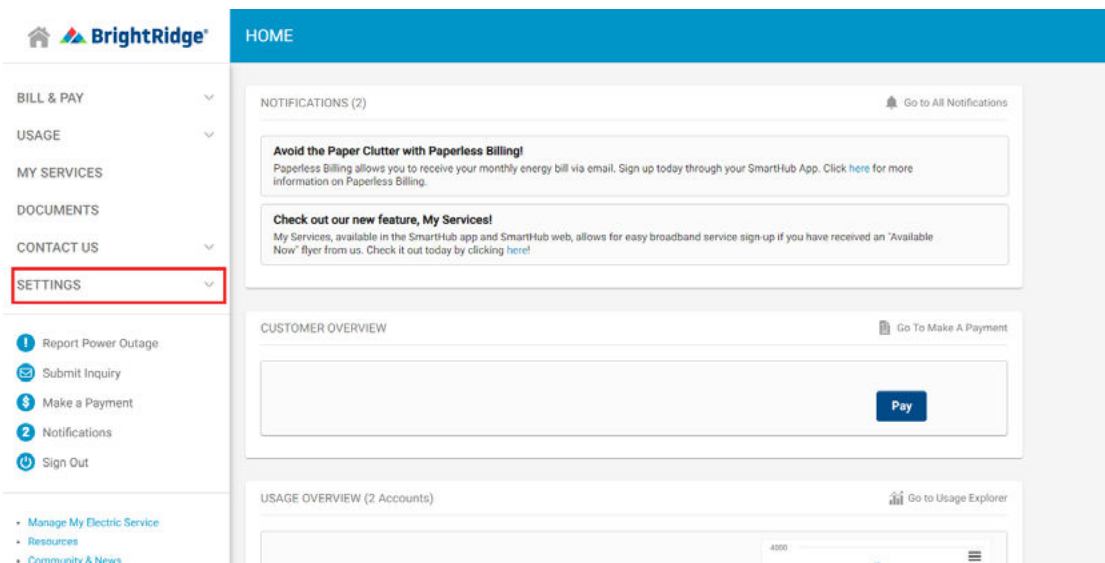 BrightRidge®
HOME
BILL & PAY
USAGE
MY SERVICES
DOCUMENTS
CONTACT US
SETTINGS
Report Power Outage
Submit Inquiry
$ Make a Payment
2 Notifications
Sign Out
Manage My Electric Service
Resources
Community & News
NOTIFICATIONS (2)
Go to All Notifications
Avoid the Paper Clutter with Paperless Billing!
Paperless Billing allows you to receive your monthly energy bill via email. Sign up today through your SmartHub App. Click here for more
information on Paperless Billing.
Check out our new feature, My Services!
My Services, available in the SmartHub app and SmartHub web, allows for easy broadband service sign-up if you have received an "Available
Now" flyer from us. Check it out today by clicking here!
CUSTOMER OVERVIEW
Go To Make A Payment
Pay
USAGE OVERVIEW (2 Accounts)
Go to Usage Explorer
4000